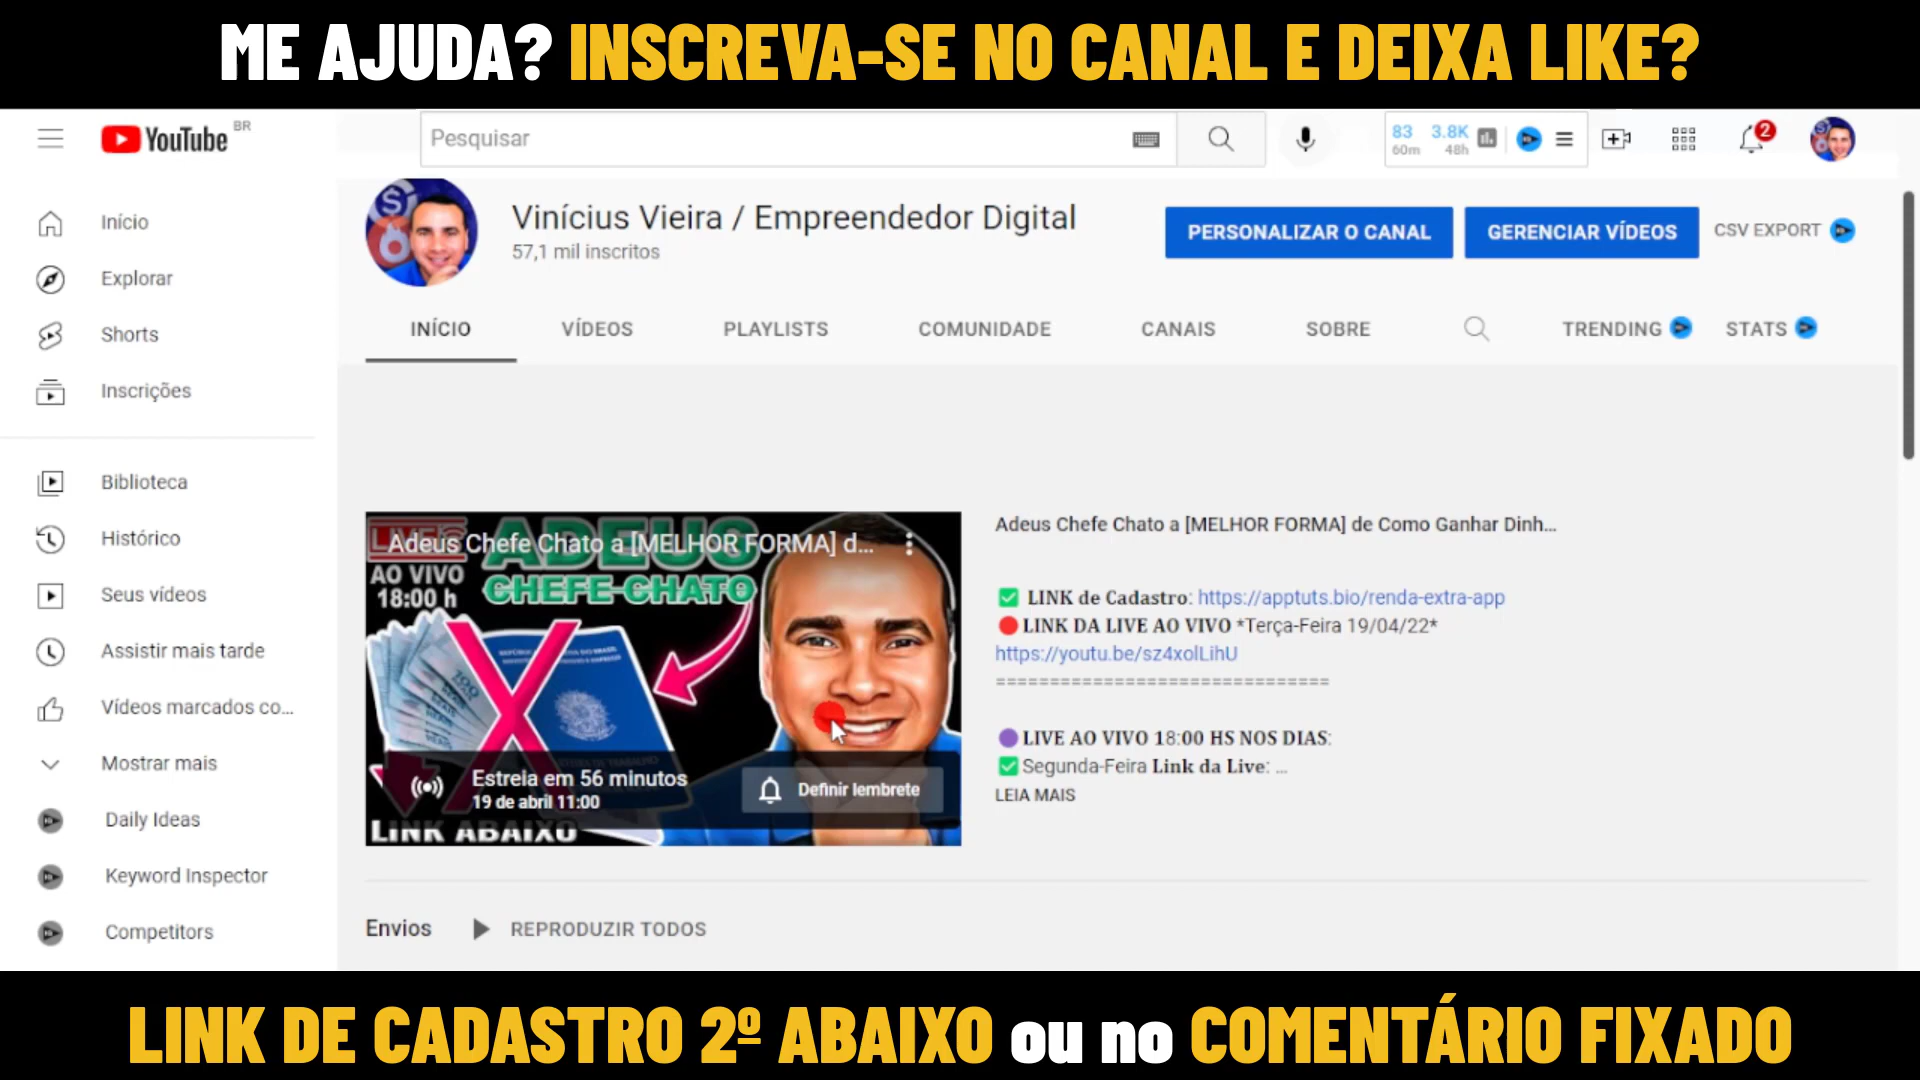 ME AJUDA? INSCREVA-SE NO CANAL E DEIXA LIKE?
YouTube BR
Pesquisar
83 60m
3.8K 48h
2
Início
Explorar
Shorts
Inscrições
Biblioteca
Histórico
Seus vídeos
Assistir mais tarde
Vídeos marcados co...
Mostrar mais
Daily Ideas
Keyword Inspector
Competitors
Vinícius Vieira / Empreendedor Digital
57,1 mil inscritos
PERSONALIZAR O CANAL
GERENCIAR VÍDEOS
CSV EXPORT
INÍCIO
VÍDEOS
PLAYLISTS
COMUNIDADE
CANAIS
SOBRE
TRENDING
STATS
Adeus Chefe Chato a [MELHOR FORMA] d...
ADEUS
AO VIVO
CHEFE-CHATO
18:00 h
Estreia em 56 minutos
19 de abril 11:00
Definir lembrete
LINK ABAIXO
Adeus Chefe Chato a [MELHOR FORMA] de Como Ganhar Dinh...
LINK de Cadastro: https://apptuts.bio/renda-extra-app
LINK DA LIVE AO VIVO *Terça-Feira 19/04/22*
https://youtu.be/sz4xolLihU
===============================
LIVE AO VIVO 18:00 HS NOS DIAS:
Segunda-Feira Link da Live: ...
LEIA MAIS
Envios
REPRODUZIR TODOS
LINK DE CADASTRO 2º ABAIXO ou no COMENTÁRIO FIXADO